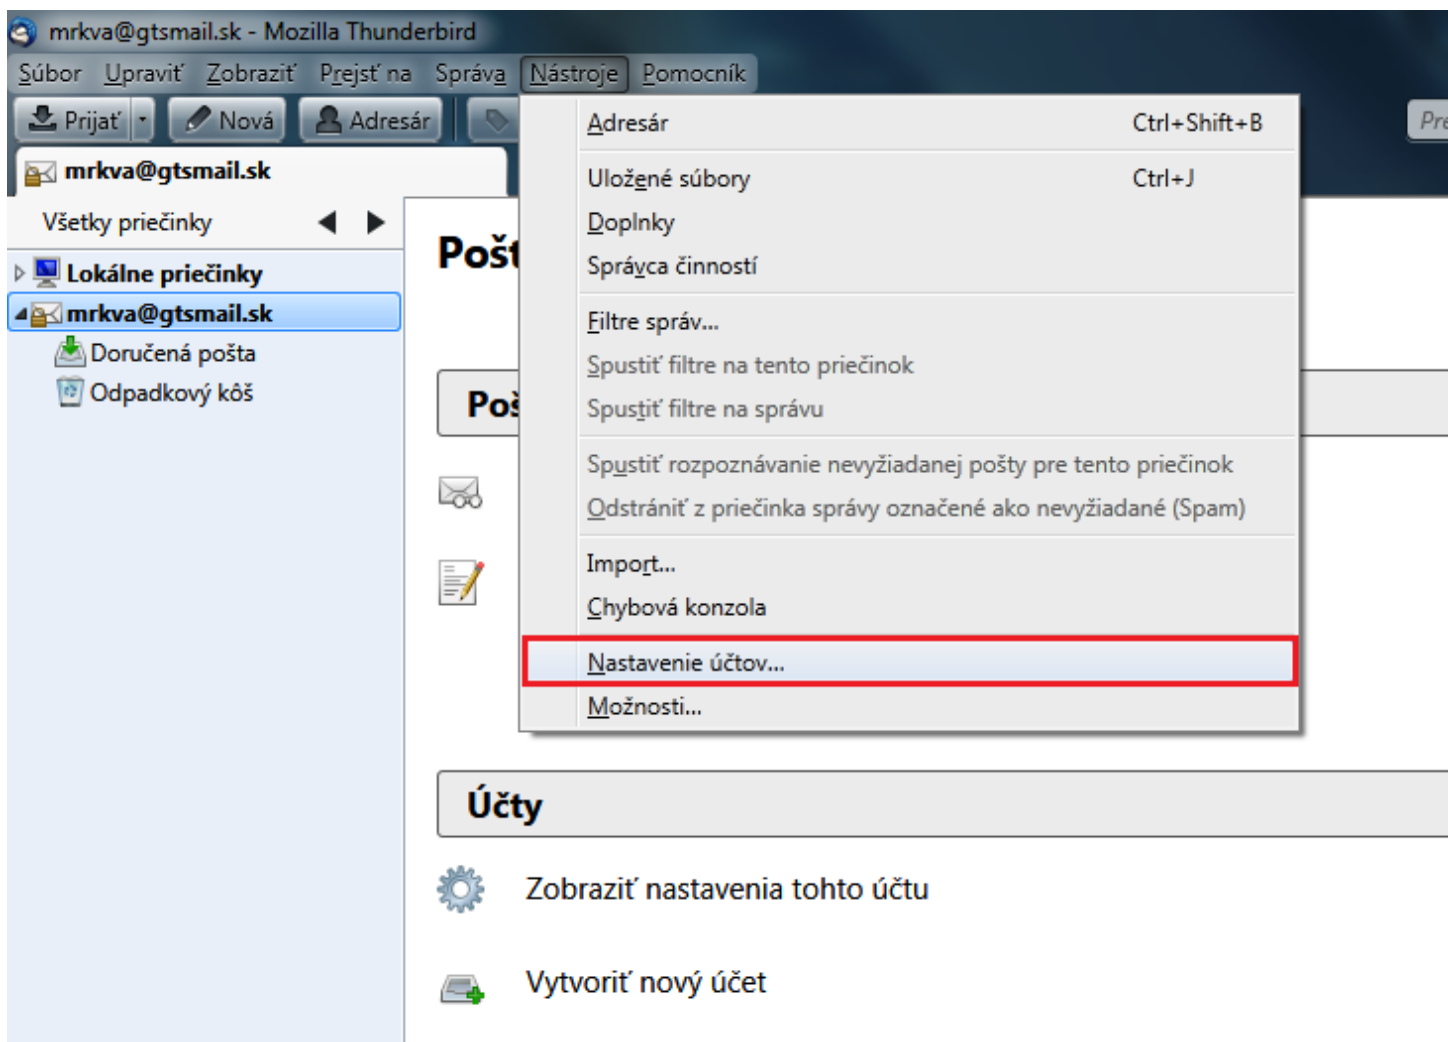 mrkva@gtsmail.sk - Mozilla Thunderbird
Súbor Upraviť Zobraziť Prejsť na Správa Nástroje Pomocník
Prijať Nová Adresár
mrkva@gtsmail.sk
Všetky priečinky
Lokálne priečinky
mrkva@gtsmail.sk
Doručená pošta
Odpadkový kôš
Adresár Ctrl+Shift+B
Uložené súbory Ctrl+J
Doplnky
Správca činností
Filtre správ...
Spustiť filtre na tento priečinok
Spustiť filtre na správu
Spustiť rozpoznávanie nevyžiadanej pošty pre tento priečinok
Odstrániť z priečinka správy označené ako nevyžiadané (Spam)
Import...
Chybová konzola
Nastavenie účtov...
Možnosti...
Účty
Zobraziť nastavenia tohto účtu
Vytvoriť nový účet